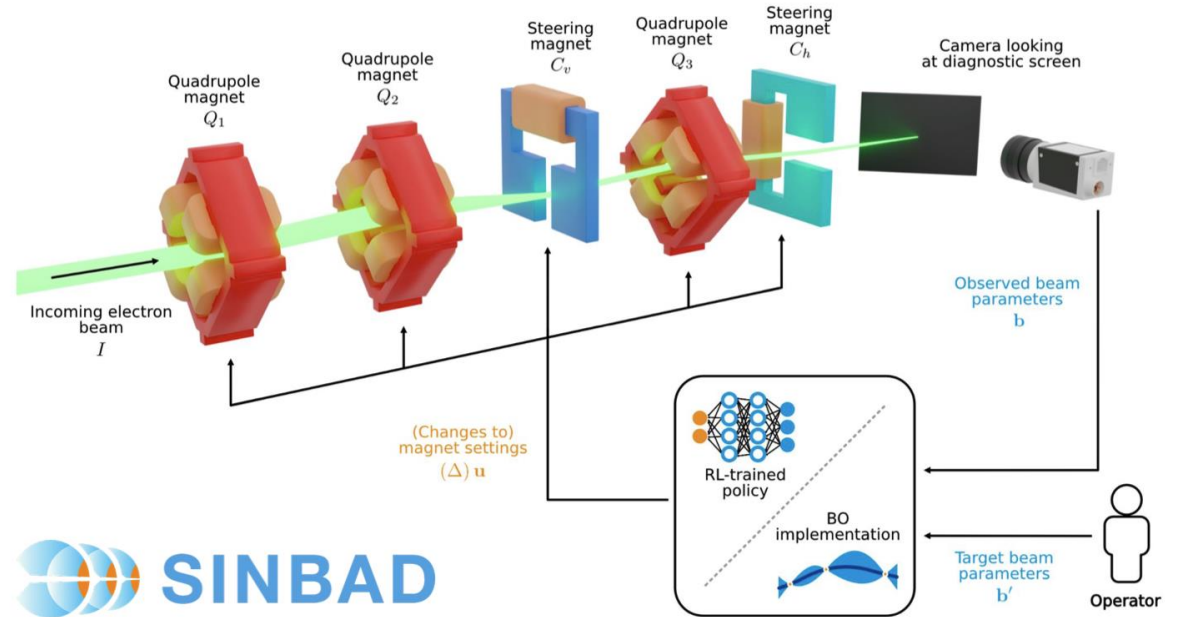 Quadrupole
magnet
Q₁
Quadrupole
magnet
Q₂
Steering
magnet
Cᵥ
Quadrupole
magnet
Q₃
Steering
magnet
Cₕ
Camera looking
at diagnostic screen
Incoming electron
beam
I
Observed beam
parameters
b
(Changes to)
magnet settings
(Δ) u
RL-trained
policy
BO
implementation
Target beam
parameters
b′
Operator
SINBAD